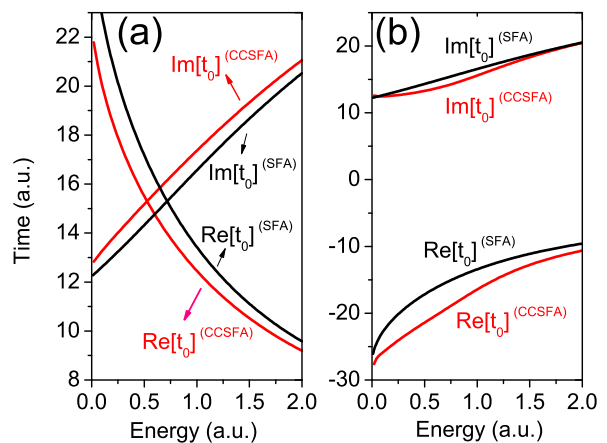 (a)
(b)
22
20
18
16
14
12
10
8
Time (a.u.)
Im[t0](CCSFA)
Im[t0](SFA)
Re[t0](SFA)
Re[t0](CCSFA)
0.0 0.5 1.0 1.5 2.0
Energy (a.u.)
20
10
0
-10
-20
-30
Im[t0](SFA)
Im[t0](CCSFA)
Re[t0](SFA)
Re[t0](CCSFA)
0.0 0.5 1.0 1.5 2.0
Energy (a.u.)